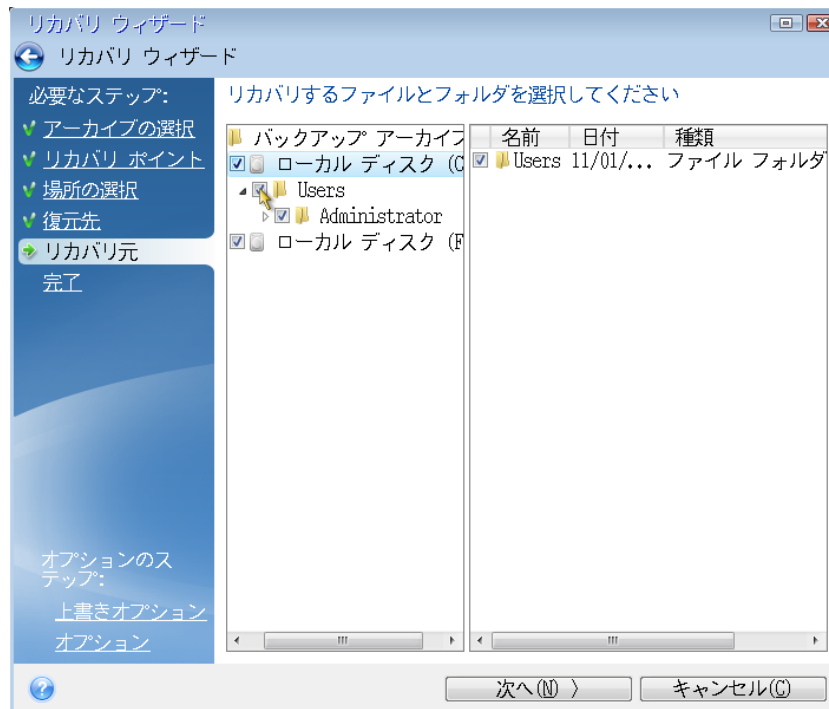 リカバリ ウィザード
リカバリ ウィザード
必要なステップ:
アーカイブの選択
リカバリ ポイント
場所の選択
復元先
リカバリ元
完了
オプションのス
テップ:
上書きオプション
オプション
リカバリするファイルとフォルダを選択してください
バックアップ アーカイブ
ローカル ディスク (C
Users
Administrator
ローカル ディスク (F
名前 日付 種類
Users 11/01/... ファイル フォルダ
次へ(N) 〉
キャンセル(C)